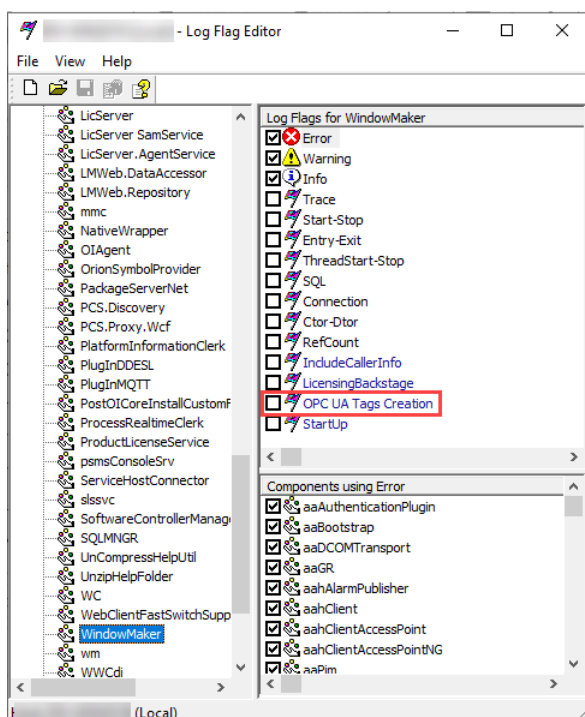 - Log Flag Editor
File View Help
LicServer
LicServer SamService
LicServer.AgentService
LMWeb.DataAccessor
LMWeb.Repository
mmc
NativeWrapper
OIAgent
OrionSymbolProvider
PackageServerNet
PCS.Discovery
PCS.Proxy.Wcf
PlatformInformationClerk
PlugInDDESL
PlugInMQTT
PostOICoreInstallCustomF
ProcessRealtimeClerk
ProductLicenseService
psmsConsoleSrv
ServiceHostConnector
slssvc
SoftwareControllerManag
SQLMNGR
UnCompressHelpUtil
UnzipHelpFolder
WC
WebClientFastSwitchSupp
WindowMaker
wm
WWCdi
Log Flags for WindowMaker
Error
Warning
Info
Trace
Start-Stop
Entry-Exit
ThreadStart-Stop
SQL
Connection
Ctor-Dtor
RefCount
IncludeCallerInfo
LicensingBackstage
OPC UA Tags Creation
StartUp
Components using Error
aaAuthenticationPlugin
aaBootstrap
aaDCOMTransport
aaGR
aahAlarmPublisher
aahClient
aahClientAccessPoint
aahClientAccessPointNG
aaPim
(Local)